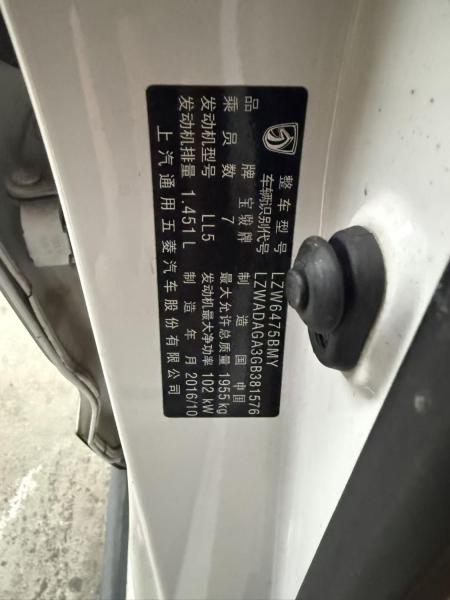 整车型号 LZW6475BMY
车辆识别代号 LZWADAGA3GB381576
品牌 宝骏牌 制造国 中国
乘员数 7 最大允许总质量 1955 kg
发动机型号 LL5 发动机最大净功率 102 kW
发动机排量 1.451 L 制造年月 2016/10
上汽通用五菱汽车股份有限公司